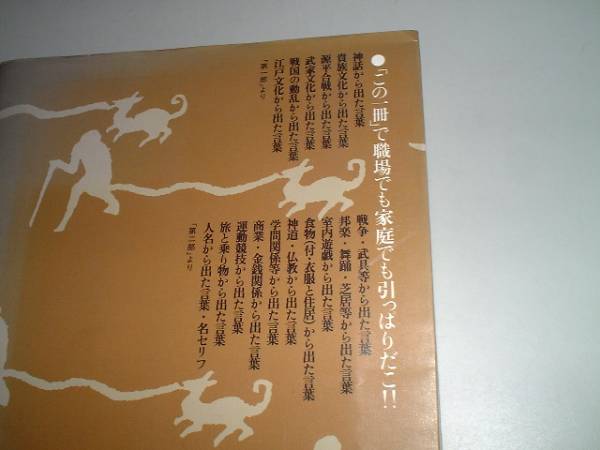 ●「この一冊」で職場でも家庭でも引っぱりだこ!!
神話から出た言葉
貴族文化から出た言葉
源平合戦から出た言葉
武家文化から出た言葉
戦国の動乱から出た言葉
江戸文化から出た言葉
「第一部」より
戦争・武具等から出た言葉
邦楽・舞踊・芝居等から出た言葉
室内遊戯から出た言葉
食物(付・衣服と住居)から出た言葉
神道・仏教から出た言葉
学問関係等から出た言葉
商業・金銭関係から出た言葉
運動競技から出た言葉
旅と乗り物から出た言葉
人名から出た言葉・名セリフ
「第二部」より